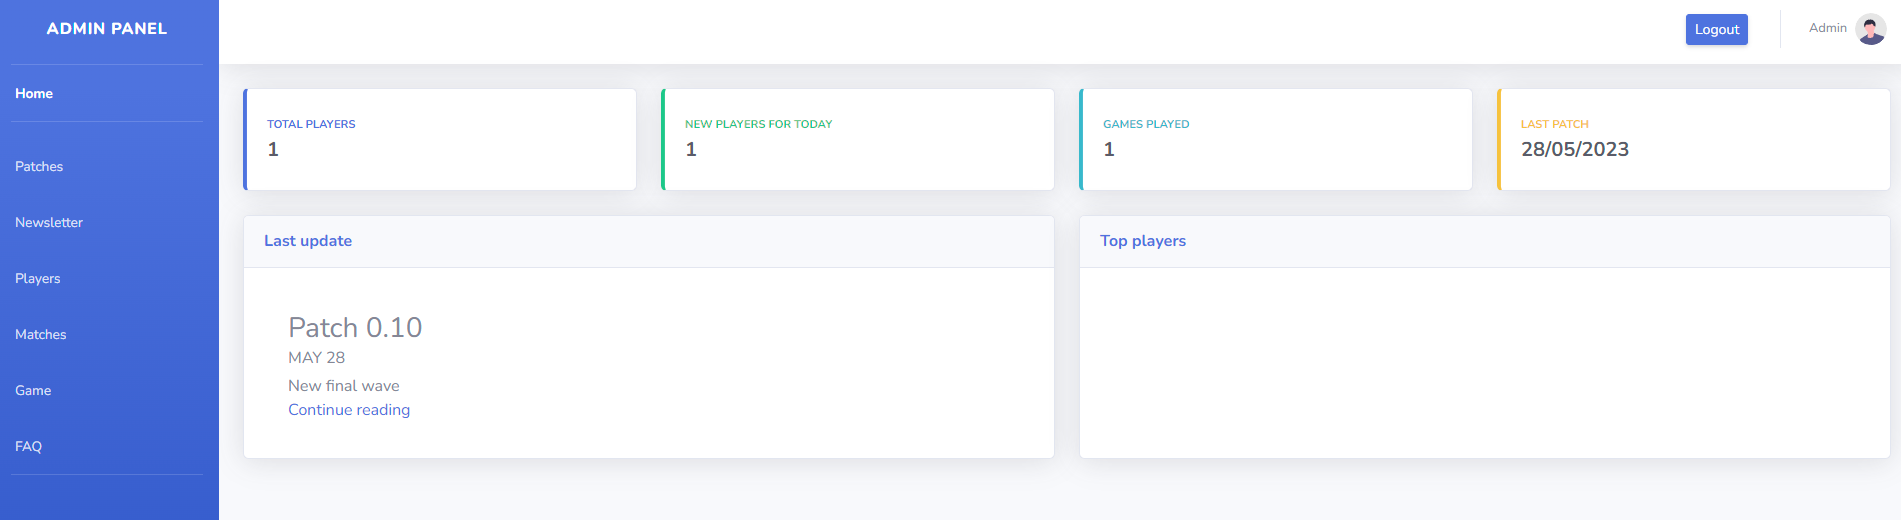 ADMIN PANEL
Home
Patches
Newsletter
Players
Matches
Game
FAQ
Logout
Admin
TOTAL PLAYERS
1
NEW PLAYERS FOR TODAY
1
GAMES PLAYED
1
LAST PATCH
28/05/2023
Last update
Patch 0.10
MAY 28
New final wave
Continue reading
Top players